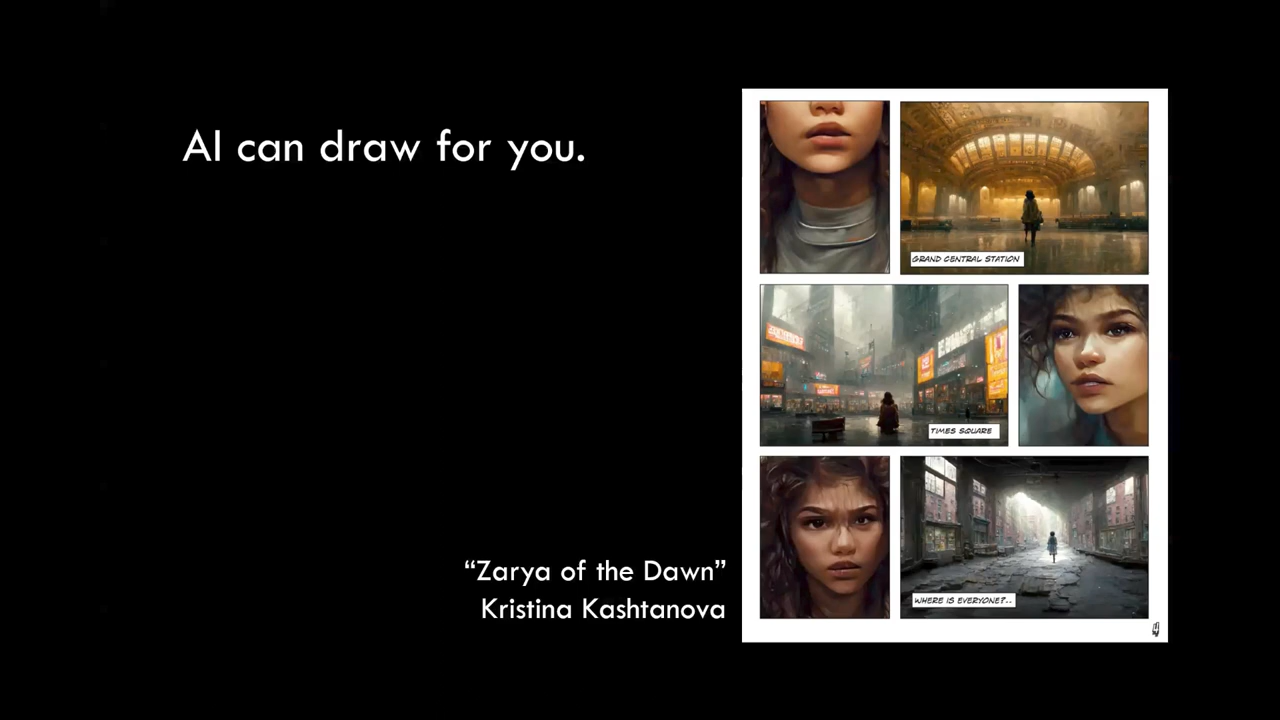 AI can draw for you.
GRAND CENTRAL STATION
TIMES SQUARE
WHERE IS EVERYONE?..
4
“Zarya of the Dawn”
Kristina Kashtanova